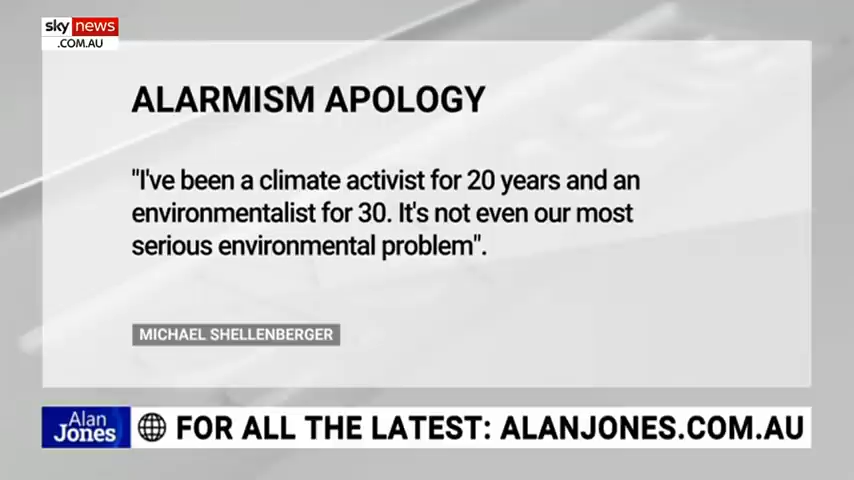 sky news
.COM.AU
ALARMISM APOLOGY
"I've been a climate activist for 20 years and an
environmentalist for 30. It's not even our most
serious environmental problem".
MICHAEL SHELLENBERGER
Alan
Jones
FOR ALL THE LATEST: ALANJONES.COM.AU